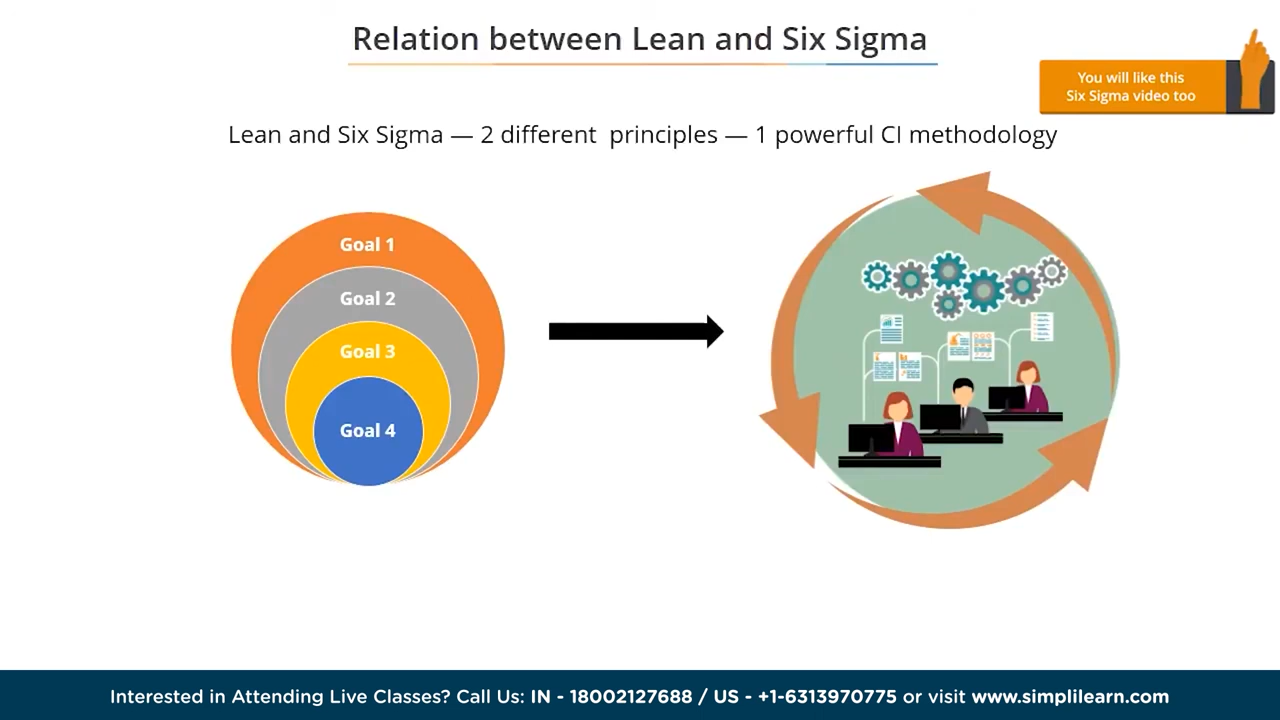 Relation between Lean and Six Sigma
You will like this
Six Sigma video too
Lean and Six Sigma — 2 different principles — 1 powerful CI methodology
Goal 1
Goal 2
Goal 3
Goal 4
Interested in Attending Live Classes? Call Us: IN - 18002127688 / US - +1-6313970775 or visit www.simplilearn.com